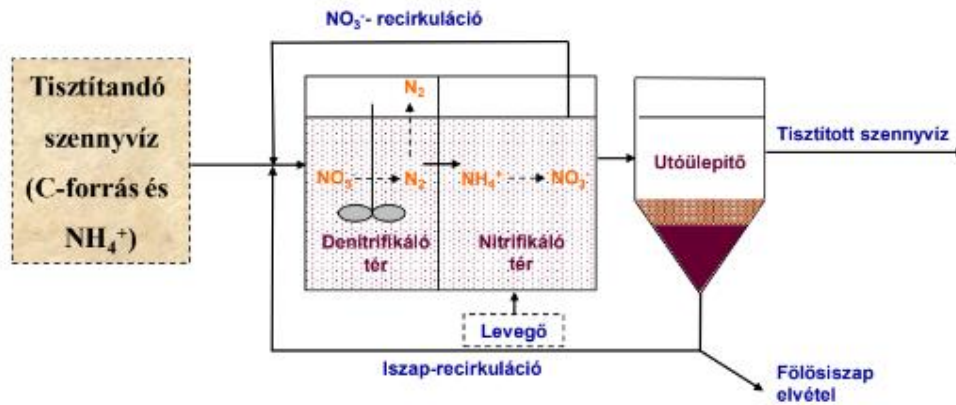 NO₃⁻- recirkuláció
Tisztítandó
szennyvíz
(C-forrás és
NH₄⁺)
N₂
NO₃⁻
N₂
NH₄⁺
NO₃⁻
Denitrifikáló
tér
Nitrifikáló
tér
Levegő
Utóülepítő
Tisztított szennyvíz
Iszap-recirkuláció
Fölösiszap
elvétel